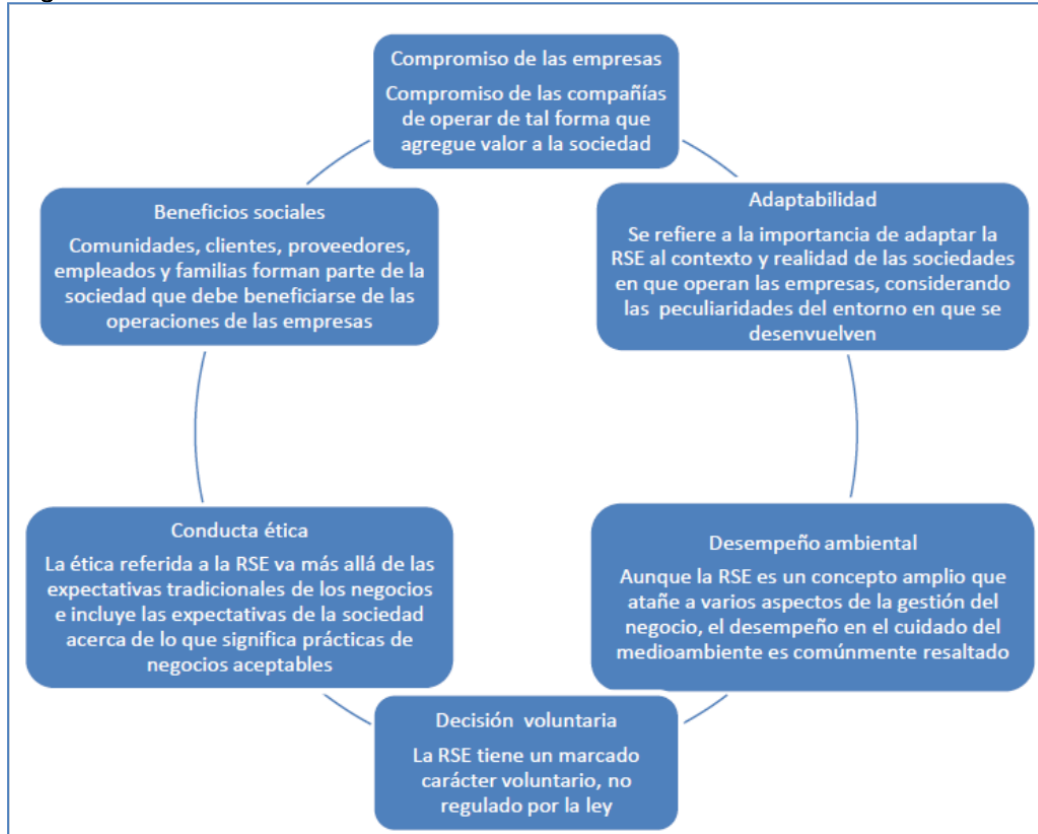 Compromiso de las empresas
Compromiso de las compañías
de operar de tal forma que
agregue valor a la sociedad
Adaptabilidad
Se refiere a la importancia de adaptar la
RSE al contexto y realidad de las sociedades
en que operan las empresas, considerando
las peculiaridades del entorno en que se
desenvuelven
Desempeño ambiental
Aunque la RSE es un concepto amplio que
atañe a varios aspectos de la gestión del
negocio, el desempeño en el cuidado del
medioambiente es comúnmente resaltado
Decisión voluntaria
La RSE tiene un marcado
carácter voluntario, no
regulado por la ley
Conducta ética
La ética referida a la RSE va más allá de las
expectativas tradicionales de los negocios
e incluye las expectativas de la sociedad
acerca de lo que significa prácticas de
negocios aceptables
Beneficios sociales
Comunidades, clientes, proveedores,
empleados y familias forman parte de la
sociedad que debe beneficiarse de las
operaciones de las empresas